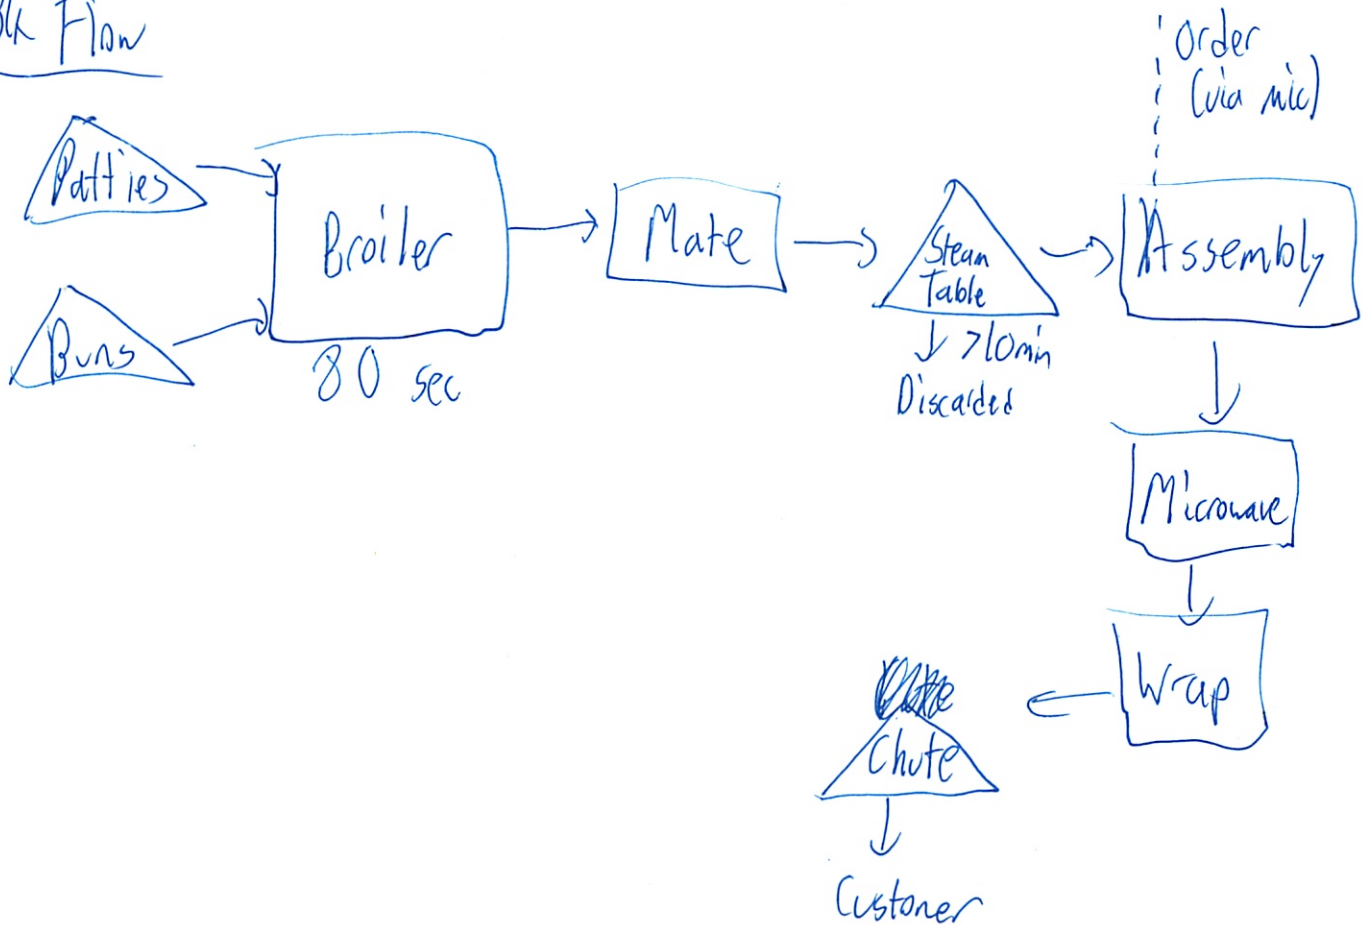 Flow
Order
(via mic)
Patties
Broiler
Mate
Steam
Table
Assembly
Buns
80 sec
>10min
Discarded
Microwave
Wrap
Chute
Customer